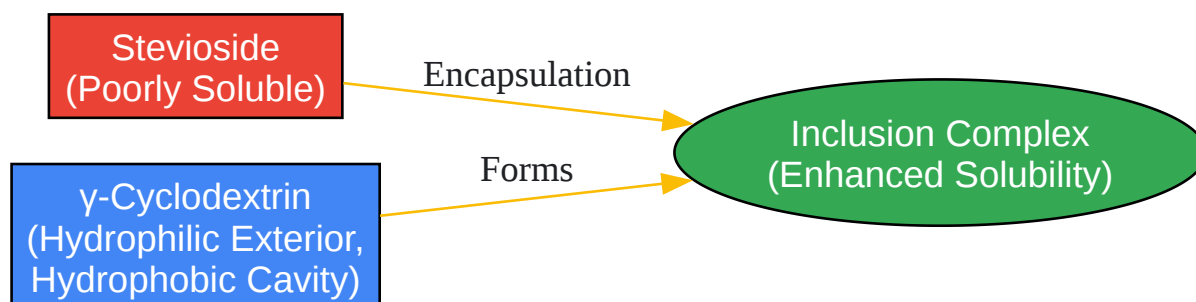 Stevioside
(Poorly Soluble)
Encapsulation
γ-Cyclodextrin
(Hydrophilic Exterior,
Hydrophobic Cavity)
Forms
Inclusion Complex
(Enhanced Solubility)